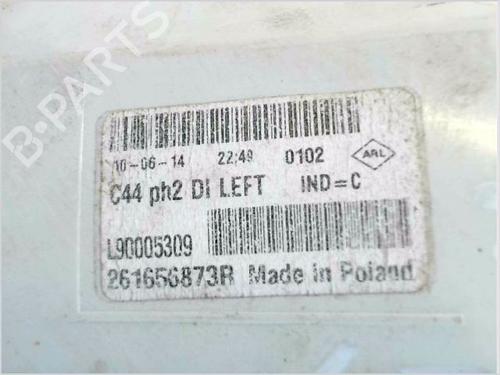 B-PARTS
10-06-14 22:49 0102 ARL
C44 ph2 DI LEFT IND=C
L90005309
261656873R Made in Poland